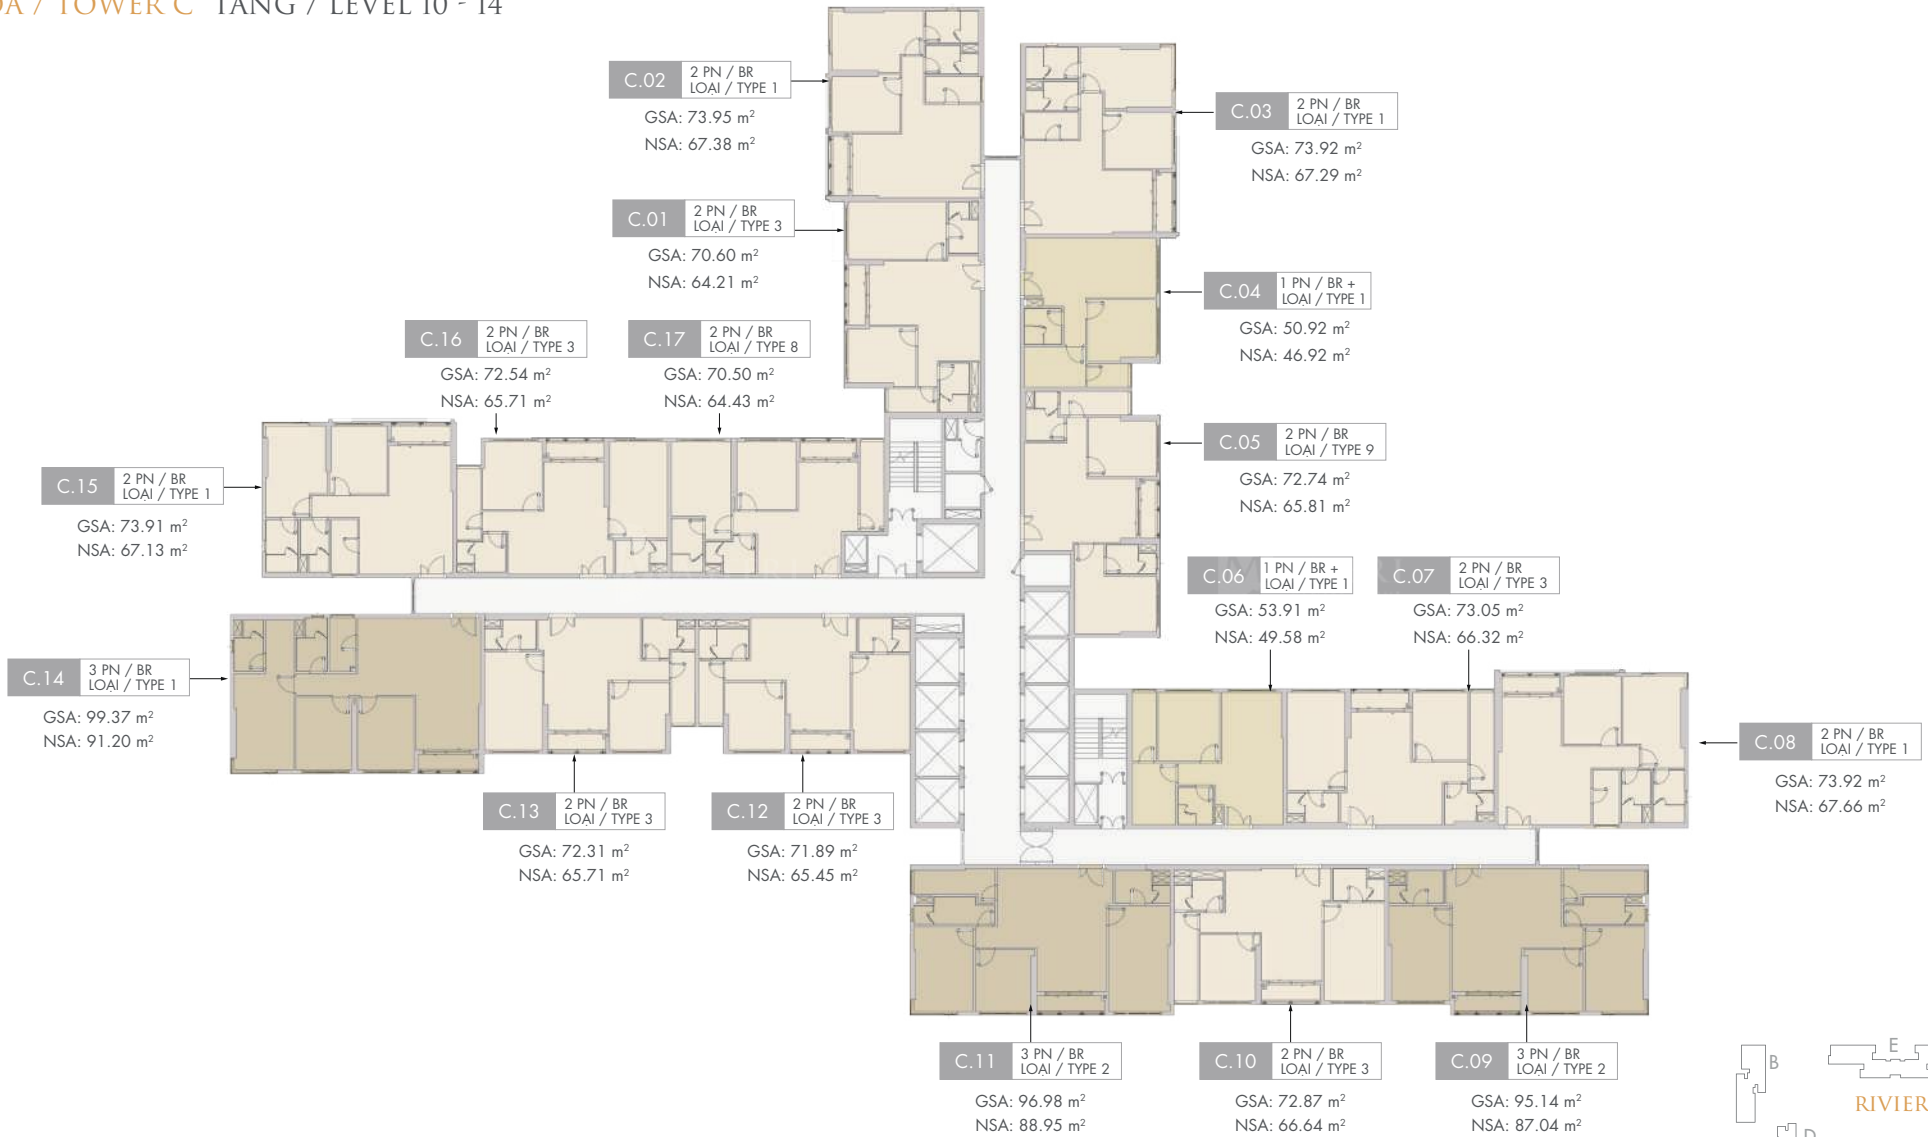 TOWER C TẦNG / LEVEL 10 - 14
C.02
2 PN / BR
LOẠI / TYPE 1
GSA: 73.95 m²
NSA: 67.38 m²
C.03
2 PN / BR
LOẠI / TYPE 1
GSA: 73.92 m²
NSA: 67.29 m²
C.01
2 PN / BR
LOẠI / TYPE 3
GSA: 70.60 m²
NSA: 64.21 m²
C.04
1 PN / BR +
LOẠI / TYPE 1
GSA: 50.92 m²
NSA: 46.92 m²
C.16
2 PN / BR
LOẠI / TYPE 3
GSA: 72.54 m²
NSA: 65.71 m²
C.17
2 PN / BR
LOẠI / TYPE 8
GSA: 70.50 m²
NSA: 64.43 m²
C.05
2 PN / BR
LOẠI / TYPE 9
GSA: 72.74 m²
NSA: 65.81 m²
C.15
2 PN / BR
LOẠI / TYPE 1
GSA: 73.91 m²
NSA: 67.13 m²
C.06
1 PN / BR +
LOẠI / TYPE 1
GSA: 53.91 m²
NSA: 49.58 m²
C.07
2 PN / BR
LOẠI / TYPE 3
GSA: 73.05 m²
NSA: 66.32 m²
C.14
3 PN / BR
LOẠI / TYPE 1
GSA: 99.37 m²
NSA: 91.20 m²
C.08
2 PN / BR
LOẠI / TYPE 1
GSA: 73.92 m²
NSA: 67.66 m²
C.13
2 PN / BR
LOẠI / TYPE 3
GSA: 72.31 m²
NSA: 65.71 m²
C.12
2 PN / BR
LOẠI / TYPE 3
GSA: 71.89 m²
NSA: 65.45 m²
C.11
3 PN / BR
LOẠI / TYPE 2
GSA: 96.98 m²
NSA: 88.95 m²
C.10
2 PN / BR
LOẠI / TYPE 3
GSA: 72.87 m²
NSA: 66.64 m²
C.09
3 PN / BR
LOẠI / TYPE 2
GSA: 95.14 m²
NSA: 87.04 m²
B
E
RIVIER
D